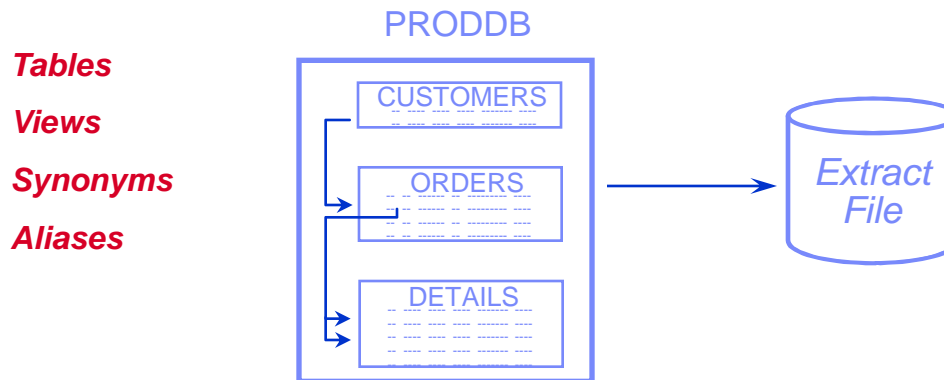 PRODDB
Tables
Views
Synonyms
Aliases
CUSTOMERS
ORDERS
DETAILS
Extract
File